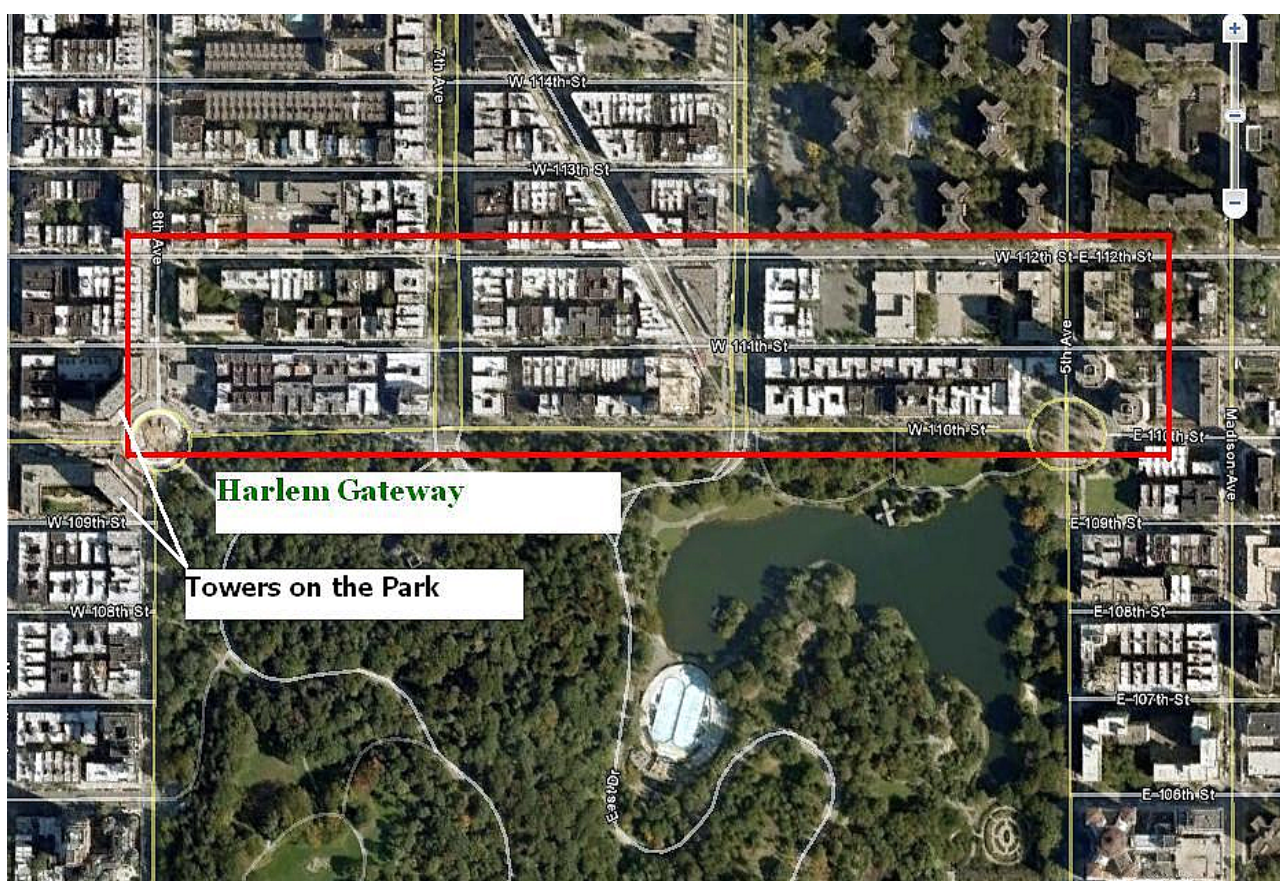 7th Ave
W 114th St
W 113th St
8th Ave
W 112th St E 112th St
W 111th St
5th Ave
W 110th St
E 110th St
Madison Ave
Harlem Gateway
W 109th St
E 109th St
Towers on the Park
W 108th St
E 108th St
E 107th St
East Dr
E 106th St